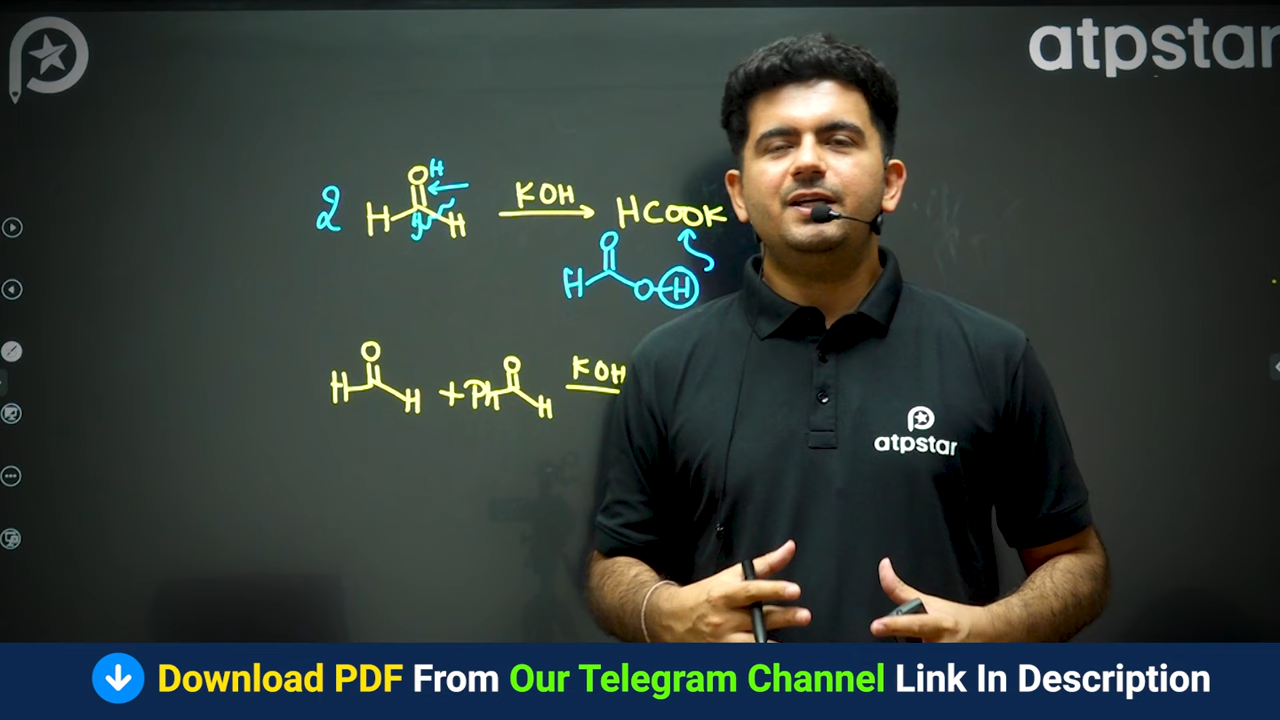 atpstar
2 H O H H H KOH HCOOK
H O O-H
H O H + Ph O H KOH
atpstar
Download PDF From Our Telegram Channel Link In Description